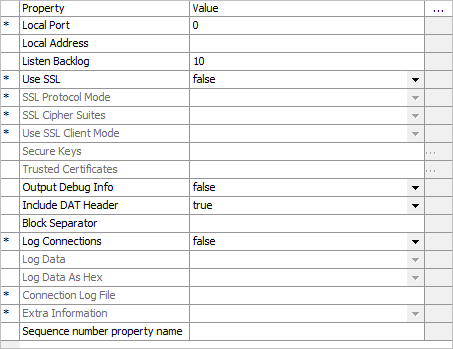 Property Value ...
* Local Port 0
Local Address
Listen Backlog 10
* Use SSL false
* SSL Protocol Mode
* SSL Cipher Suites
* Use SSL Client Mode
Secure Keys ...
Trusted Certificates ...
Output Debug Info false
Include DAT Header true
Block Separator
* Log Connections false
Log Data
Log Data As Hex
* Connection Log File
* Extra Information
Sequence number property name